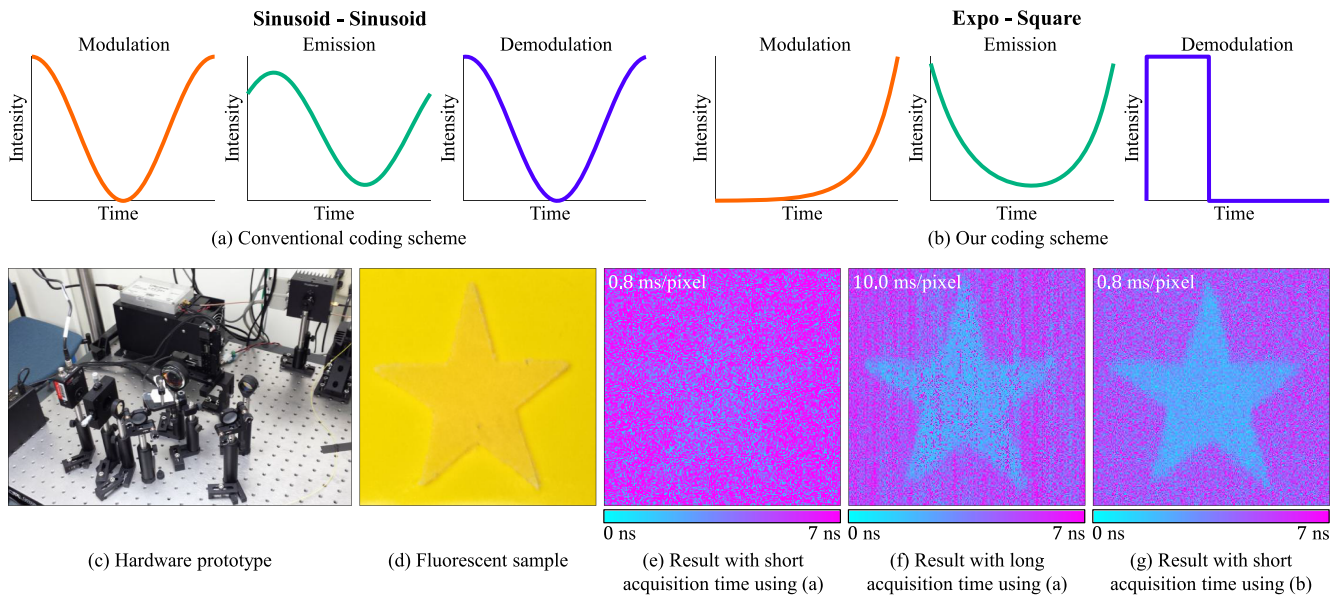 Sinusoid - Sinusoid
Modulation
Emission
Demodulation
Intensity
Time
Intensity
Time
Intensity
Time
(a) Conventional coding scheme
Expo - Square
Modulation
Emission
Demodulation
Intensity
Time
Intensity
Time
Intensity
Time
(b) Our coding scheme
0.8 ms/pixel
10.0 ms/pixel
0.8 ms/pixel
0 ns
7 ns
0 ns
7 ns
0 ns
7 ns
(c) Hardware prototype
(d) Fluorescent sample
(e) Result with short
acquisition time using (a)
(f) Result with long
acquisition time using (a)
(g) Result with short
acquisition time using (b)